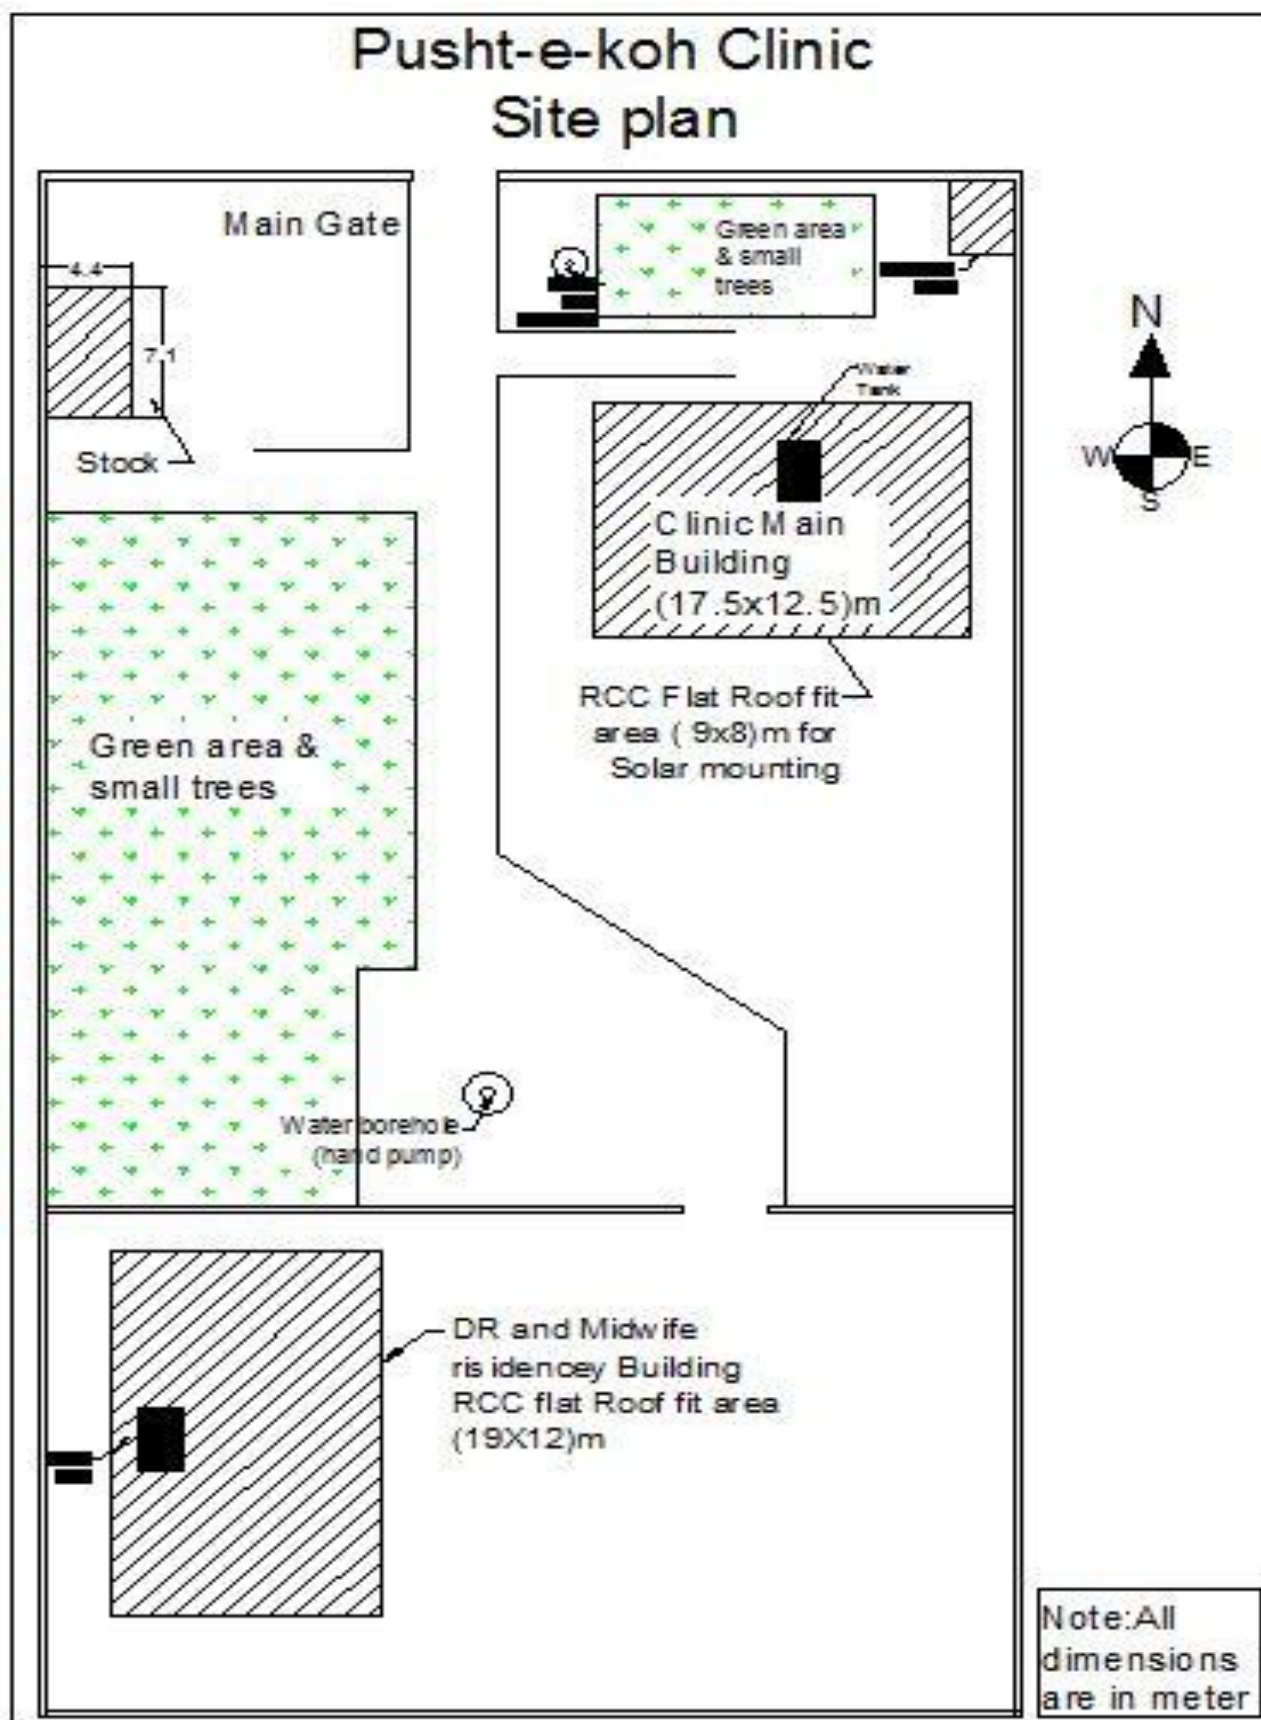 Pusht-e-koh Clinic
Site plan
Main Gate
Green area
& small
trees
4.4
7.1
Stock
N
W
E
S
Water
Tank
Clinic Main
Building
(17.5x12.5)m
RCC Flat Roof fit
area ( 9x8)m for
Solar mounting
Green area &
small trees
Water borehole
(hand pump)
DR and Midwife
risidencey Building
RCC flat Roof fit area
(19X12)m
Note:All
dimensions
are in meter